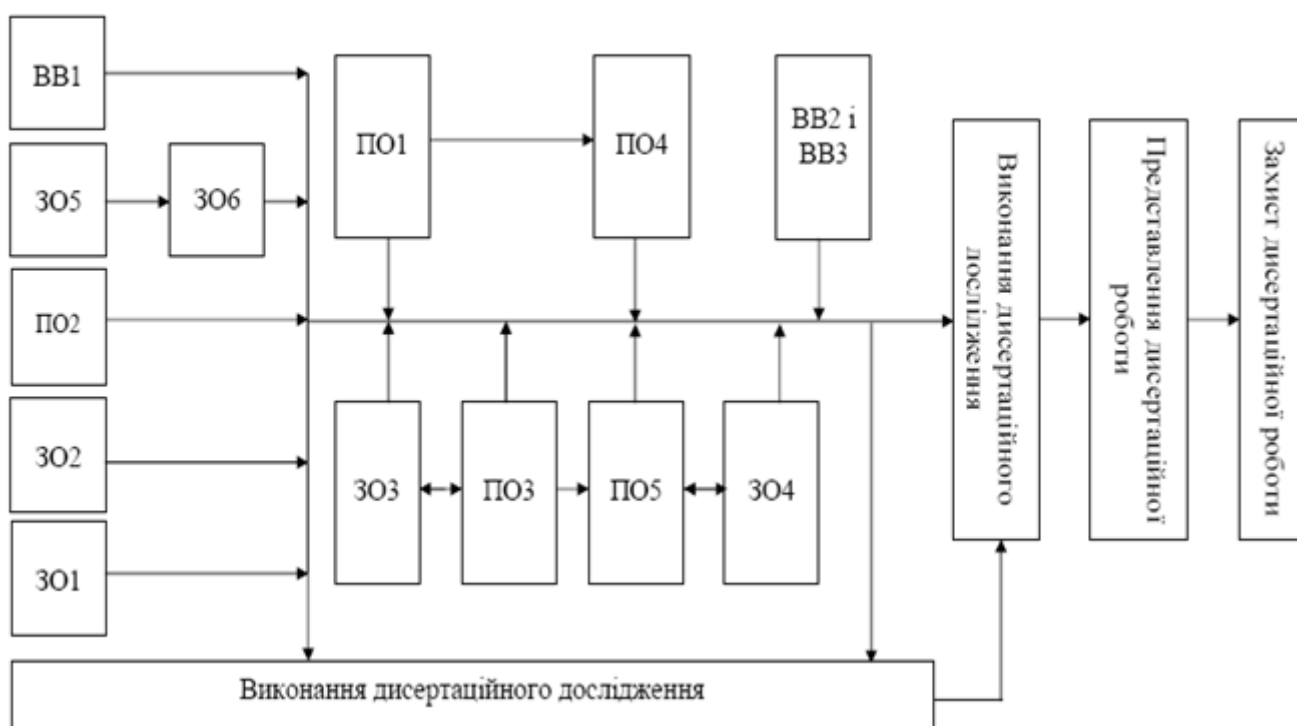 ВВ1
ЗО5
ЗО6
ПО2
ЗО2
ЗО1
ПО1
ПО4
ВВ2 і
ВВ3
ЗО3
ПО3
ПО5
ЗО4
Виконання дисертаційного
дослідження
Представлення дисертаційної
роботи
Захист дисертаційної роботи
Виконання дисертаційного дослідження